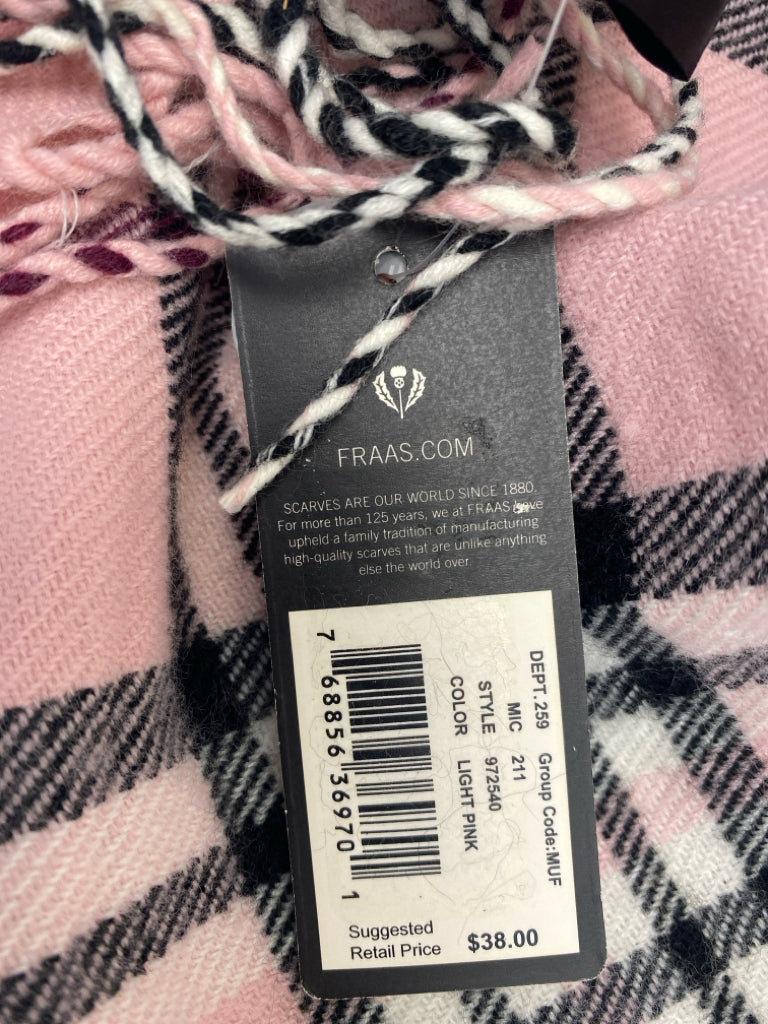 FRAAS.COM
SCARVES ARE OUR WORLD SINCE 1880.
For more than 125 years, we at FRAAS have
upheld a family tradition of manufacturing
high-quality scarves that are unlike anything
else the world over.
DEPT. 259 Group Code:MUF
MIC 211
STYLE 972540
COLOR LIGHT PINK
7 68856 36970 1
Suggested
Retail Price $38.00